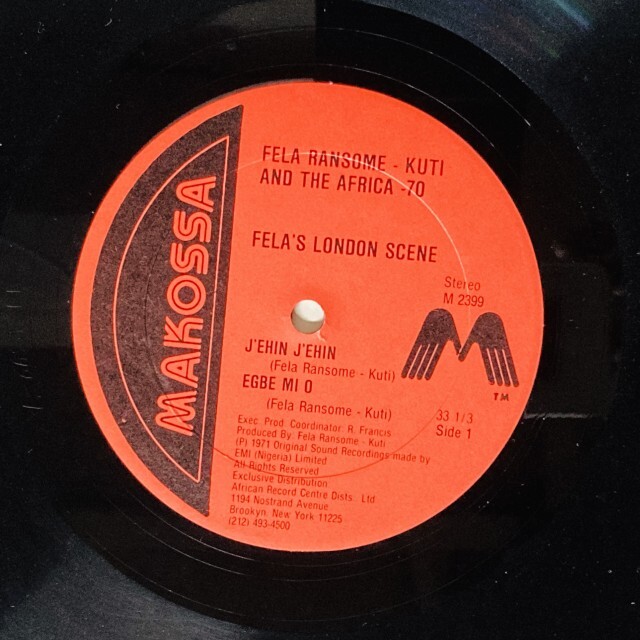 MAKOSSA
FELA RANSOME - KUTI
AND THE AFRICA -70
FELA'S LONDON SCENE
Stereo
M 2399
J'EHIN J'EHIN
(Fela Ransome - Kuti)
EGBE MI O
(Fela Ransome - Kuti)
M
TM
33 1/3
Side 1
Exec. Prod. Coordinator: R. Francis
Produced By: Fela Ransome - Kuti
(P) 1971 Original Sound Recordings made by
EMI (Nigeria) Limited
All Rights Reserved
Exclusive Distribution
African Record Centre Dists. Ltd
1194 Nostrand Avenue
Brookyn. New York 11225
(212) 493-4500